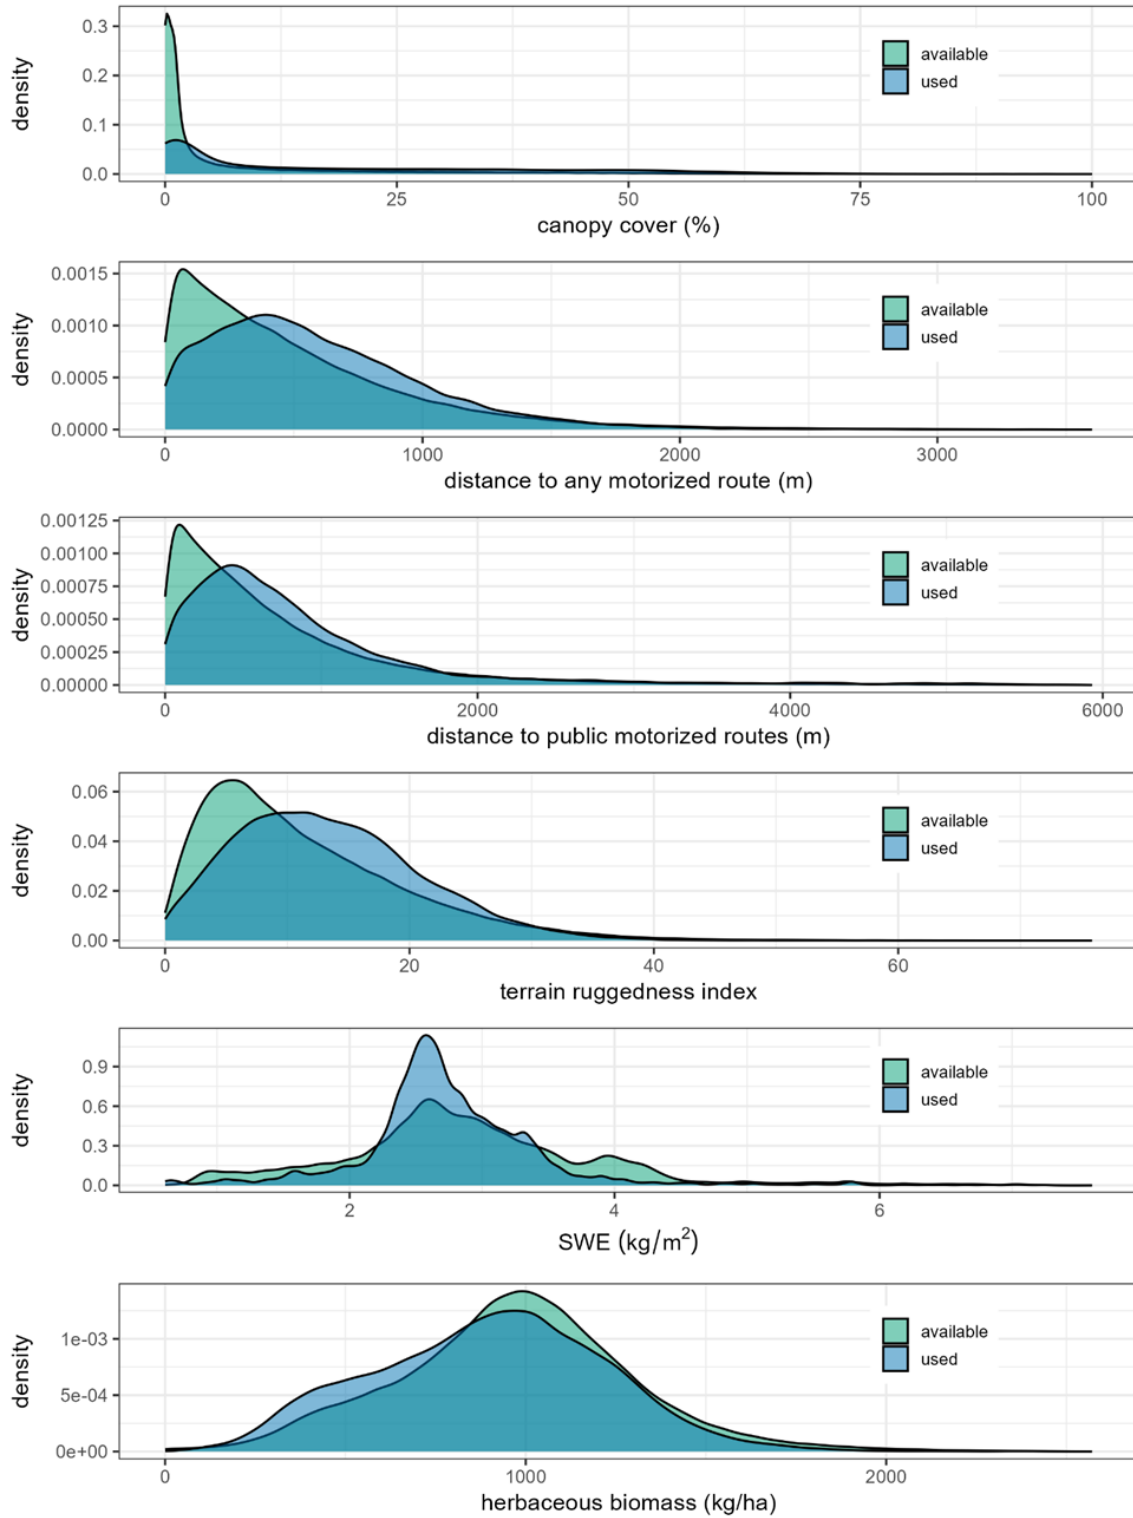 density
0.3
0.2
0.1
0.0
available
used
0 25 50 75 100
canopy cover (%)
density
0.0015
0.0010
0.0005
0.0000
available
used
0 1000 2000 3000
distance to any motorized route (m)
density
0.00125
0.00100
0.00075
0.00050
0.00025
0.00000
available
used
0 2000 4000 6000
distance to public motorized routes (m)
density
0.06
0.04
0.02
0.00
available
used
0 20 40 60
terrain ruggedness index
density
0.9
0.6
0.3
0.0
available
used
2 4 6
SWE (kg/m²)
density
1e-03
5e-04
0e+00
available
used
0 1000 2000
herbaceous biomass (kg/ha)